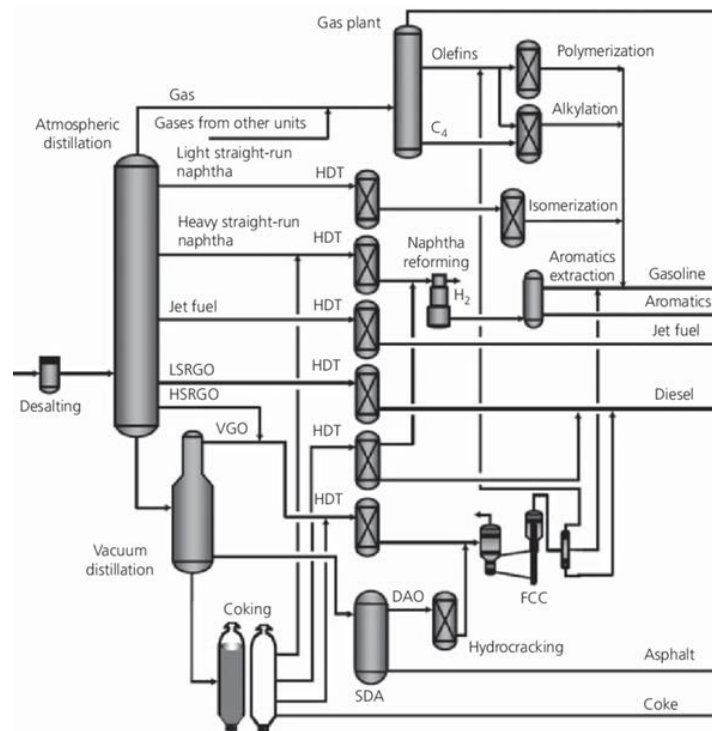 Gas plant
Olefins
Polymerization
Gas
Gases from other units
Alkylation
C4
Atmospheric
distillation
Light straight-run
naphtha
HDT
Isomerization
Heavy straight-run
naphtha
HDT
Naphtha
reforming
H2
Aromatics
extraction
Gasoline
Aromatics
Jet fuel
HDT
Jet fuel
LSRGO
HDT
HSRGO
Diesel
Desalting
VGO
HDT
HDT
Vacuum
distillation
FCC
DAO
Coking
Hydrocracking
SDA
Asphalt
Coke